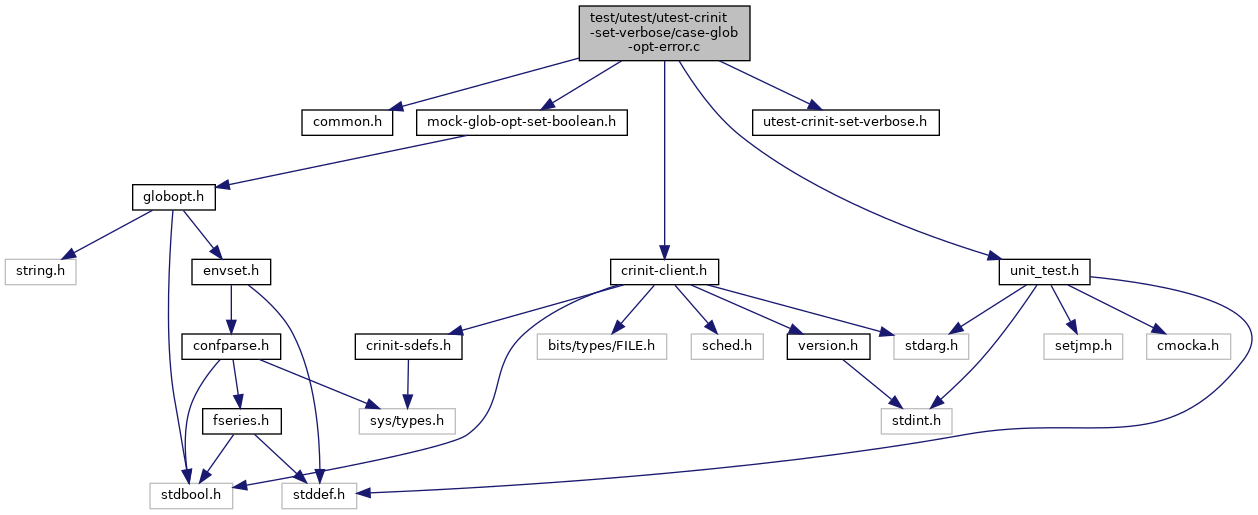 test/utest/utest-crinit
-set-verbose/case-glob
-opt-error.c
common.h
mock-glob-opt-set-boolean.h
utest-crinit-set-verbose.h
globopt.h
string.h
envset.h
crinit-client.h
unit_test.h
confparse.h
crinit-sdefs.h
bits/types/FILE.h
sched.h
version.h
stdarg.h
setjmp.h
cmocka.h
fseries.h
sys/types.h
stdint.h
stdbool.h
stddef.h